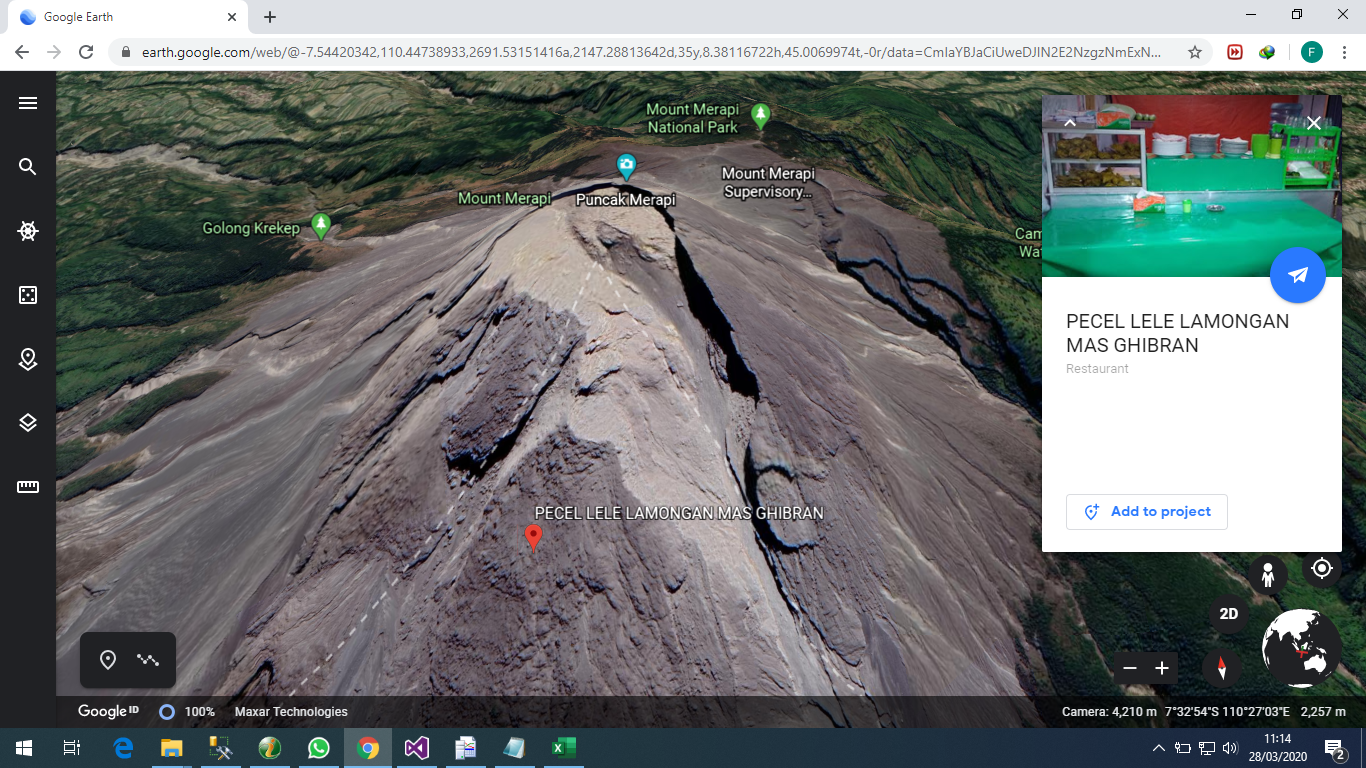 Google Earth
earth.google.com/web/@-7.54420342,110.44738933,2691.53151416a,2147.28813642d,35y,8.38116722h,45.0069974t,-0r/data=CmIaYBJaCiUweDJlN2E2NzgzNmExN...
F
Mount Merapi
National Park
Mount Merapi
Supervisory...
Mount Merapi
Puncak Merapi
Golong Krekep
Cam
Wat
PECEL LELE LAMONGAN
MAS GHIBRAN
Restaurant
Add to project
PECEL LELE LAMONGAN MAS GHIBRAN
2D
Google ID
100%
Maxar Technologies
Camera: 4,210 m 7°32'54"S 110°27'03"E 2,257 m
11:14
28/03/2020
2